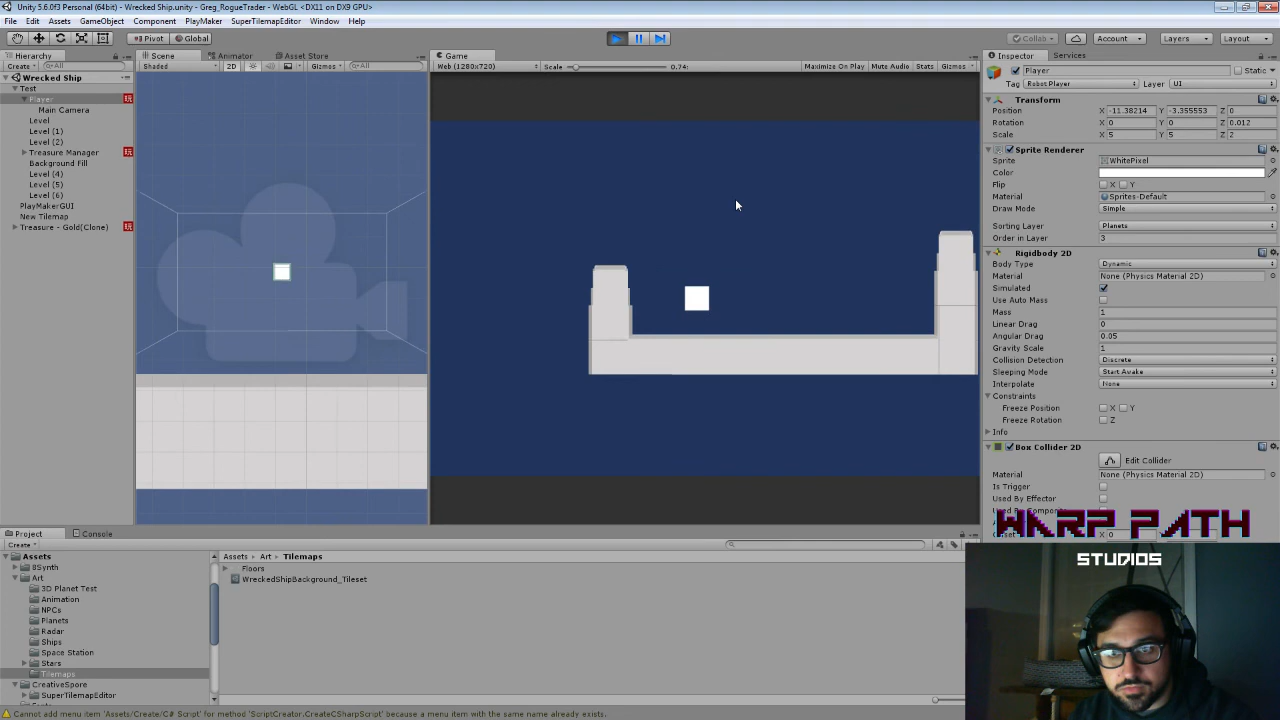 Unity 5.6.0f3 Personal (64bit) - Wrecked Ship.unity - Greg_RogueTrader - WebGL <DX11 on DX9 GPU>
File Edit Assets GameObject Component PlayMaker SuperTilemapEditor Window Help
Pivot Global Collab Account Layers Layout
Hierarchy Scene Animator Asset Store Game Inspector Services
Create All Shaded 2D Gizmos All Web (1280x720) Scale 0.74 Maximize On Play Mute Audio Stats Gizmos
Wrecked Ship
Test
Player
Main Camera
Level
Level (1)
Level (2)
Treasure Manager
Background Fill
Level (4)
Level (5)
Level (6)
PlayMakerGUI
New Tilemap
Treasure - Gold(Clone)
Player Static
Tag Robot Player Layer UI
Transform
Position X -11.38214 Y -3.355553 Z 0
Rotation X 0 Y 0 Z 0.012
Scale X 5 Y 5 Z 2
Sprite Renderer
Sprite WhitePixel
Color
Flip X Y
Material Sprites-Default
Draw Mode Simple
Sorting Layer Planets
Order in Layer 3
Rigidbody 2D
Body Type Dynamic
Material None (Physics Material 2D)
Simulated
Use Auto Mass
Mass 1
Linear Drag 0
Angular Drag 0.05
Gravity Scale 1
Collision Detection Discrete
Sleeping Mode Start Awake
Interpolate None
Constraints
Freeze Position X Y
Freeze Rotation Z
Info
Box Collider 2D
Edit Collider
Material None (Physics Material 2D)
Is Trigger
Used By Effector
WARP PATH
STUDIOS
Project Console
Create
Assets
8Synth
Art
3D Planet Test
Animation
NPCs
Planets
Radar
Ships
Space Station
Stars
Tilemaps
CreativeSpore
SuperTilemapEditor
Assets Art Tilemaps
Floors
WreckedShipBackground_Tileset
Cannot add menu item 'Assets/Create/C# Script' for method 'ScriptCreator.CreateCSharpScript' because a menu item with the same name already exists.